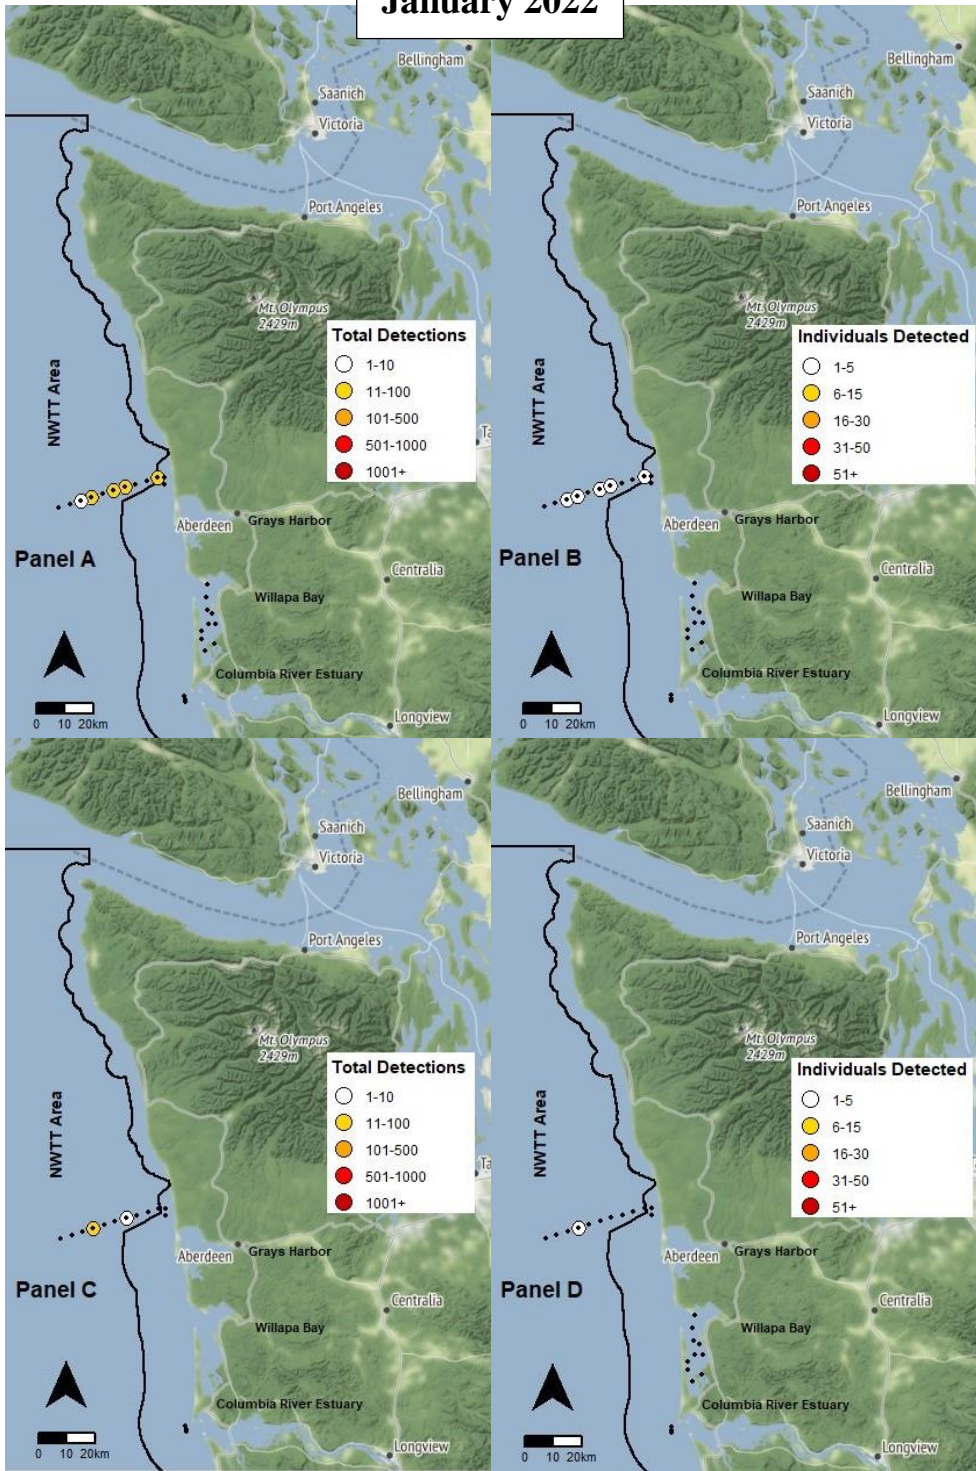 January 2022
Bellingham
Saanich
Victoria
Port Angeles
Mt. Olympus
2429m
Total Detections
1-10
11-100
101-500
501-1000
1001+
NWTT Area
Ta
Aberdeen
Grays Harbor
Panel A
Centralia
Willapa Bay
Columbia River Estuary
0 10 20km
Longview
Bellingham
Saanich
Victoria
Port Angeles
Mt. Olympus
2429m
Individuals Detected
1-5
6-15
16-30
31-50
51+
NWTT Area
Aberdeen
Grays Harbor
Panel B
Centralia
Willapa Bay
Columbia River Estuary
0 10 20km
Longview
Bellingham
Saanich
Victoria
Port Angeles
Mt. Olympus
2429m
Total Detections
1-10
11-100
101-500
501-1000
1001+
NWTT Area
Ta
Aberdeen
Grays Harbor
Panel C
Centralia
Willapa Bay
Columbia River Estuary
0 10 20km
Longview
Bellingham
Saanich
Victoria
Port Angeles
Mt. Olympus
2429m
Individuals Detected
1-5
6-15
16-30
31-50
51+
NWTT Area
Aberdeen
Grays Harbor
Panel D
Centralia
Willapa Bay
Columbia River Estuary
0 10 20km
Longview